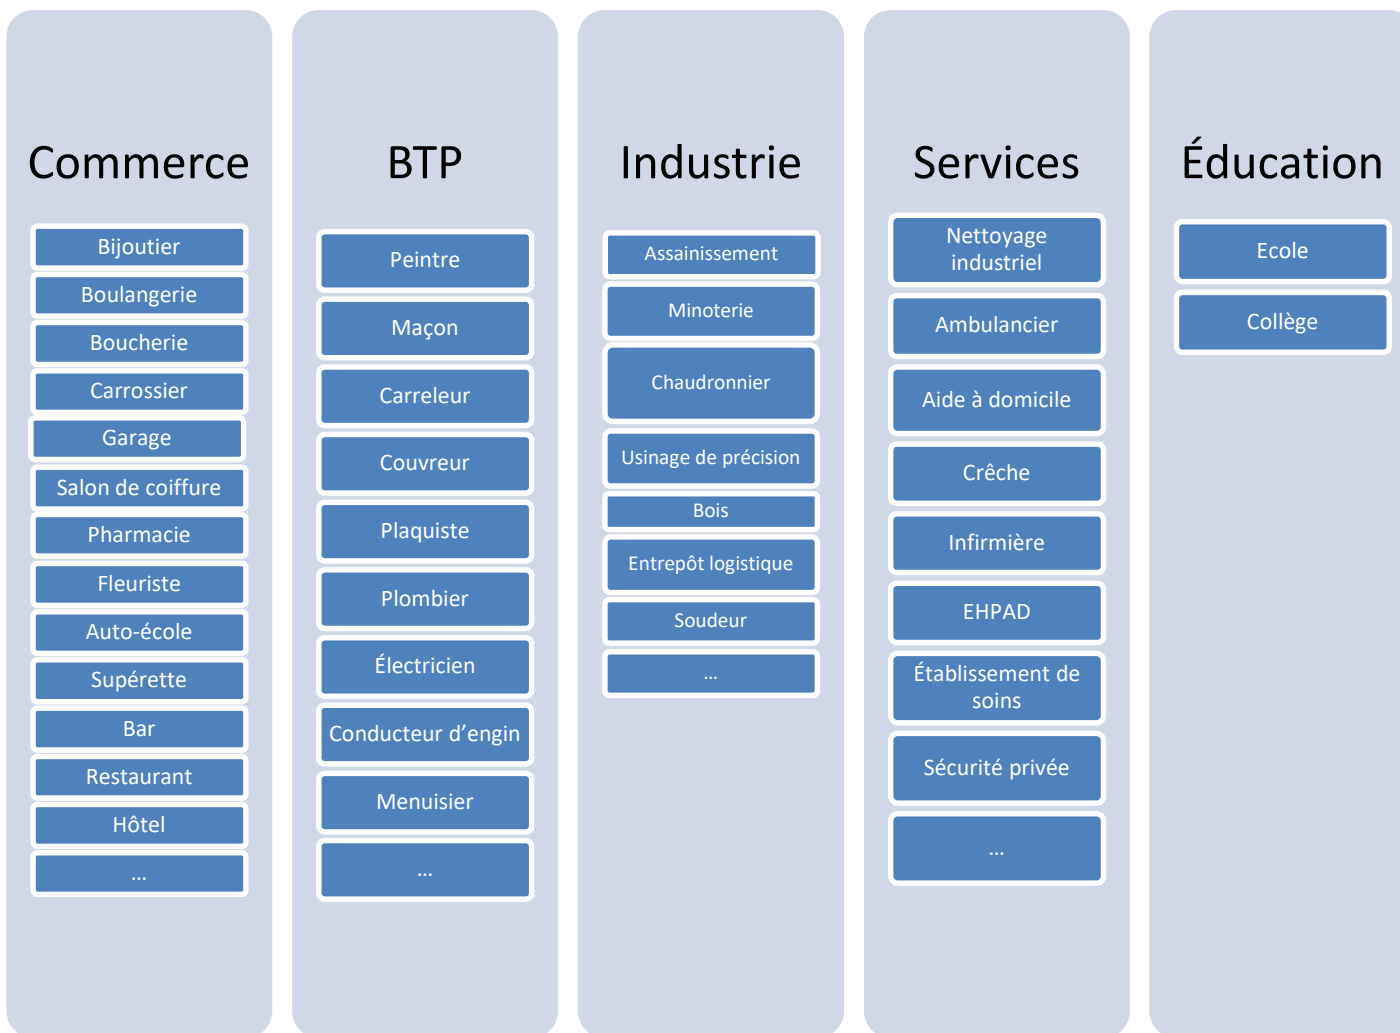 Commerce
Bijoutier
Boulangerie
Boucherie
Carrossier
Garage
Salon de coiffure
Pharmacie
Fleuriste
Auto-école
Supérette
Bar
Restaurant
Hôtel
...
BTP
Peintre
Maçon
Carreleur
Couvreur
Plaquiste
Plombier
Électricien
Conducteur d’engin
Menuisier
...
Industrie
Assainissement
Minoterie
Chaudronnier
Usinage de précision
Bois
Entrepôt logistique
Soudeur
...
Services
Nettoyage
industriel
Ambulancier
Aide à domicile
Crêche
Infirmière
EHPAD
Établissement de
soins
Sécurité privée
...
Éducation
Ecole
Collège